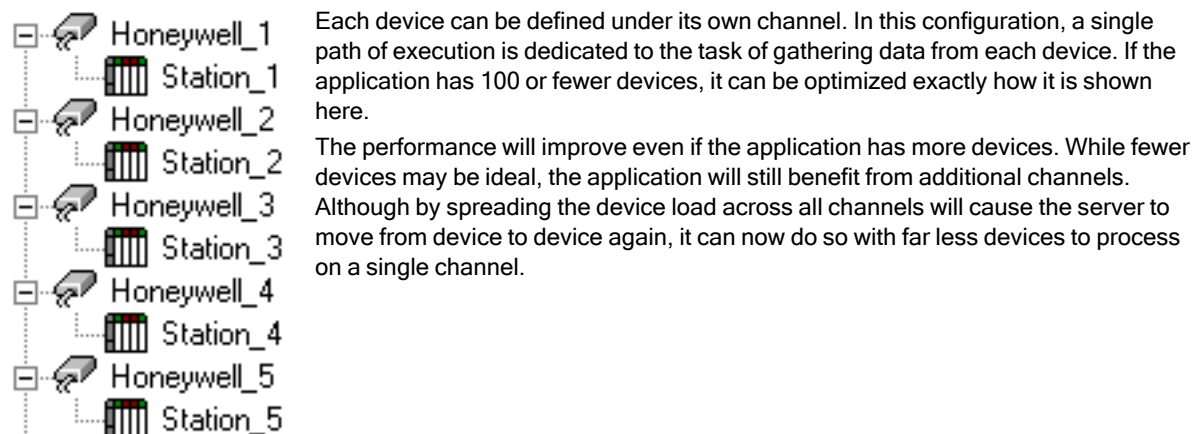 Honeywell_1
Station_1
Honeywell_2
Station_2
Honeywell_3
Station_3
Honeywell_4
Station_4
Honeywell_5
Station_5
Each device can be defined under its own channel. In this configuration, a single
path of execution is dedicated to the task of gathering data from each device. If the
application has 100 or fewer devices, it can be optimized exactly how it is shown
here.
The performance will improve even if the application has more devices. While fewer
devices may be ideal, the application will still benefit from additional channels.
Although by spreading the device load across all channels will cause the server to
move from device to device again, it can now do so with far less devices to process
on a single channel.